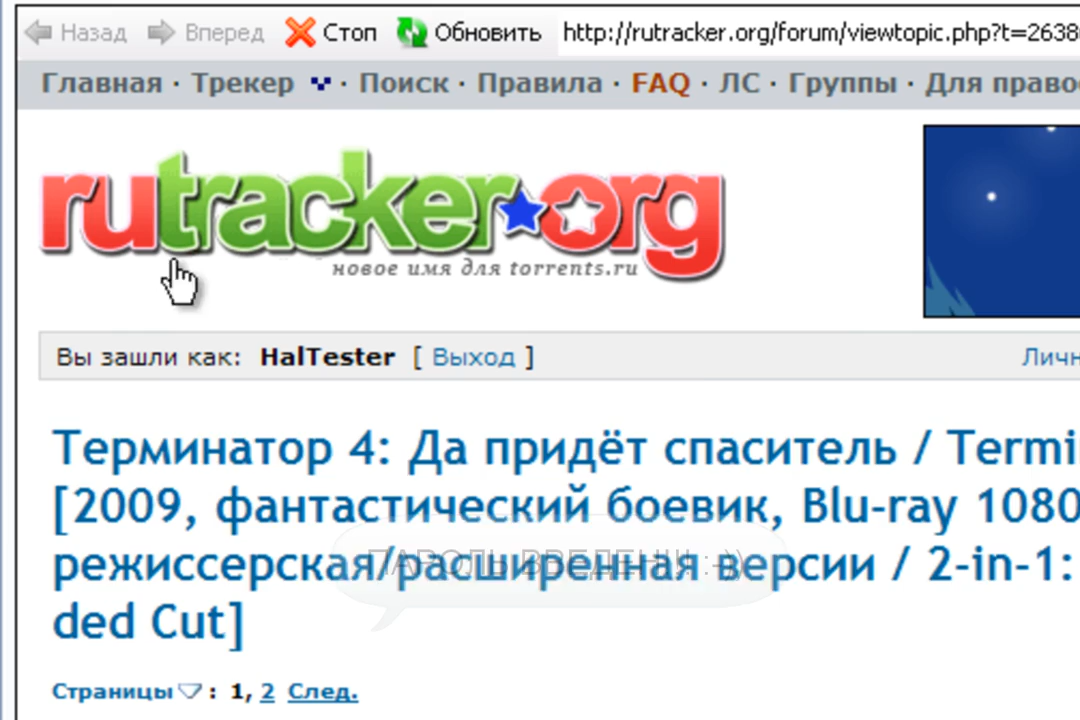 Назад Вперед Стоп Обновить http://rutracker.org/forum/viewtopic.php?t=2638
Главная · Трекер · Поиск · Правила · FAQ · ЛС · Группы · Для право
rutracker.org
новое имя для torrents.ru
Вы зашли как: HalTester [ Выход ] Личн
Терминатор 4: Да придёт спаситель / Termi
[2009, фантастический боевик, Blu-ray 1080
ПАРОЛЬ ВВЕДЕН!! :-))
режиссерская/расширенная версии / 2-in-1:
ded Cut]
Страницы : 1, 2 След.